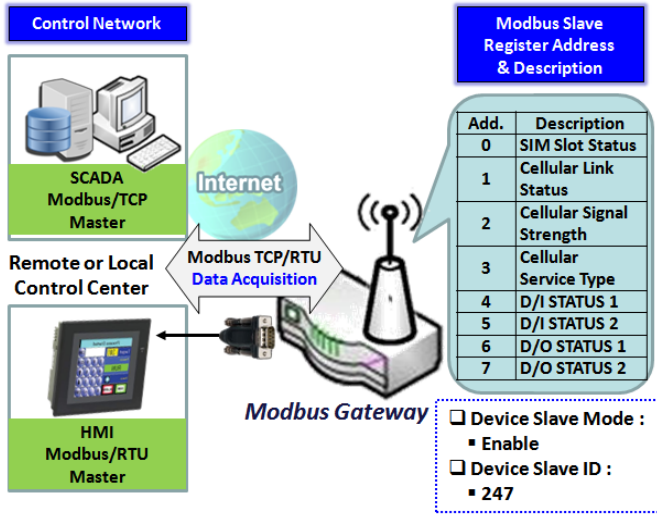 Control Network
SCADA
Modbus/TCP
Master
Remote or Local
Control Center
HMI
Modbus/RTU
Master
Internet
Modbus TCP/RTU
Data Acquisition
Modbus Gateway
Modbus Slave
Register Address
& Description
Add. Description
0 SIM Slot Status
1 Cellular Link
Status
2 Cellular Signal
Strength
3 Cellular
Service Type
4 D/I STATUS 1
5 D/I STATUS 2
6 D/O STATUS 1
7 D/O STATUS 2
❑ Device Slave Mode :
▪ Enable
❑ Device Slave ID :
▪ 247